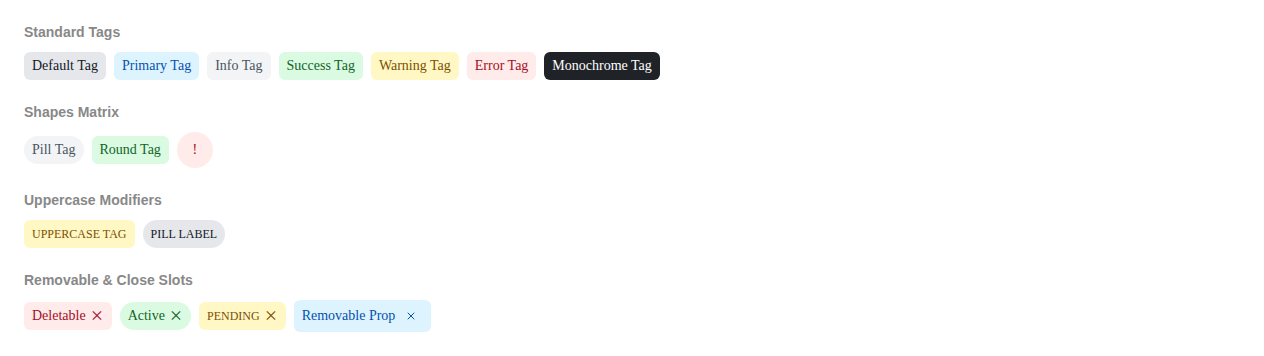 Standard Tags
Default Tag Primary Tag Info Tag Success Tag Warning Tag Error Tag Monochrome Tag
Shapes Matrix
Pill Tag Round Tag !
Uppercase Modifiers
UPPERCASE TAG PILL LABEL
Removable & Close Slots
Deletable Active PENDING Removable Prop